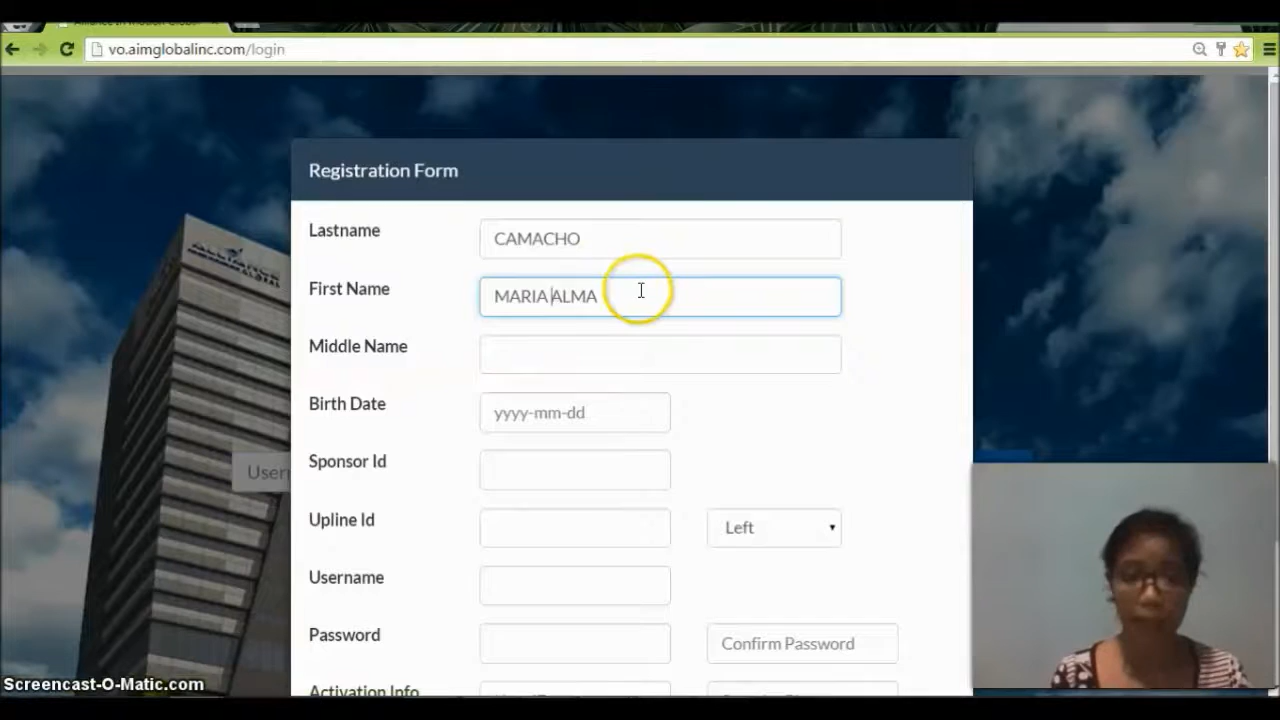 vo.aimglobalinc.com/login
Registration Form
Lastname
CAMACHO
First Name
MARIA ALMA
Middle Name
Birth Date
yyyy-mm-dd
Sponsor Id
Upline Id
Left
Username
Password
Confirm Password
Activation Info
Screencast-O-Matic.com